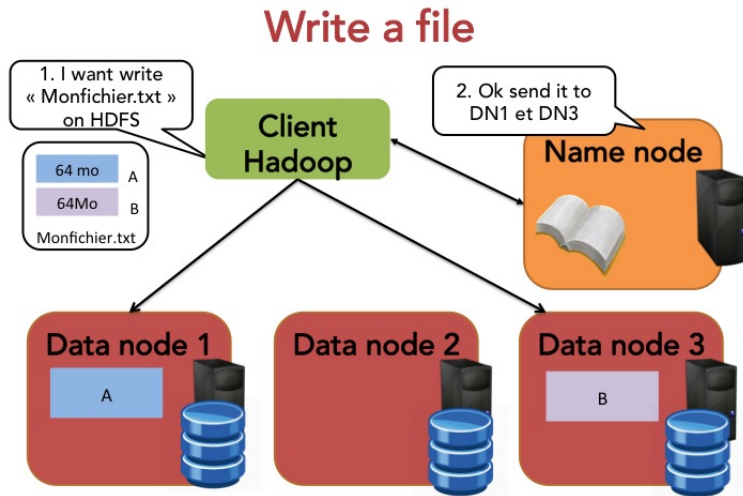 Write a file
1. I want write
« Monfichier.txt »
on HDFS
2. Ok send it to
DN1 et DN3
Client
Hadoop
Name node
64 mo
A
64Mo
B
Monfichier.txt
Data node 1
A
Data node 2
Data node 3
B